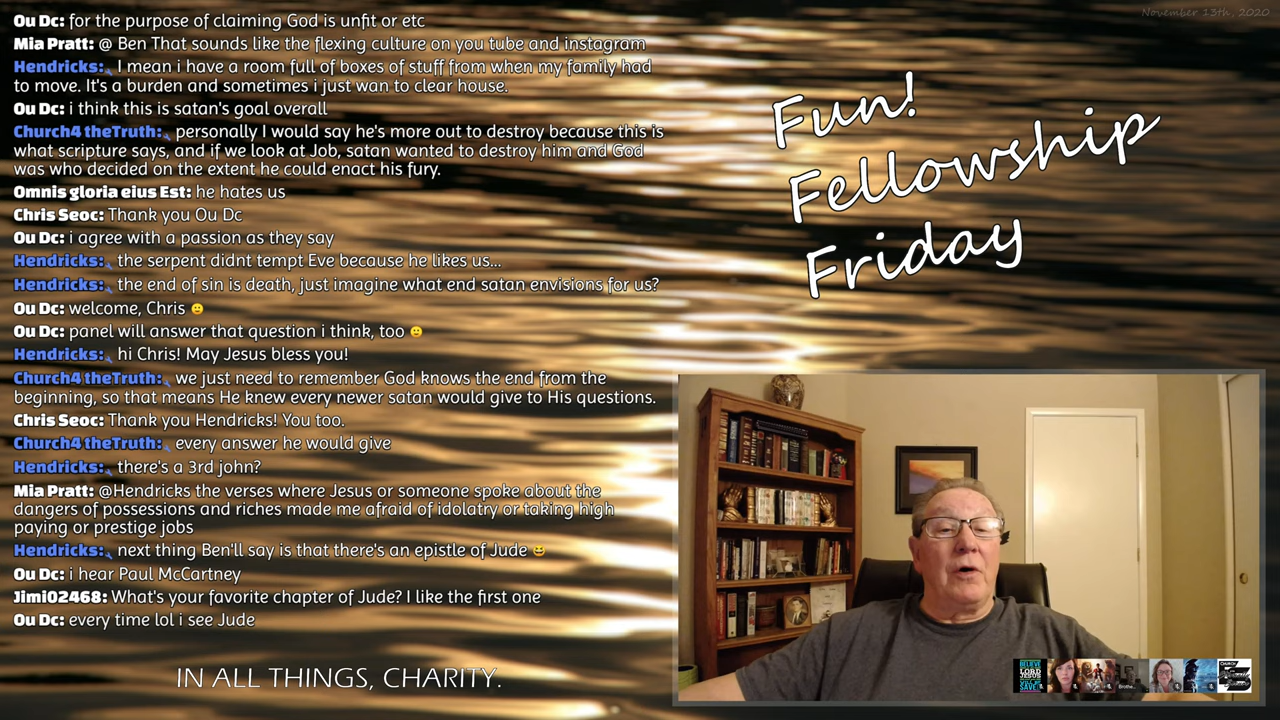 November 13th, 2020
Ou Dc: for the purpose of claiming God is unfit or etc
Mia Pratt: @ Ben That sounds like the flexing culture on you tube and instagram
Hendricks: I mean i have a room full of boxes of stuff from when my family had
to move. It's a burden and sometimes i just wan to clear house.
Ou Dc: i think this is satan's goal overall
Church4 theTruth: personally I would say he's more out to destroy because this is
what scripture says, and if we look at Job, satan wanted to destroy him and God
was who decided on the extent he could enact his fury.
Omnis gloria eius Est: he hates us
Chris Seoc: Thank you Ou Dc
Ou Dc: i agree with a passion as they say
Hendricks: the serpent didnt tempt Eve because he likes us...
Hendricks: the end of sin is death, just imagine what end satan envisions for us?
Ou Dc: welcome, Chris 🙂
Ou Dc: panel will answer that question i think, too 🙂
Hendricks: hi Chris! May Jesus bless you!
Church4 theTruth: we just need to remember God knows the end from the
beginning, so that means He knew every newer satan would give to His questions.
Chris Seoc: Thank you Hendricks! You too.
Church4 theTruth: every answer he would give
Hendricks: there's a 3rd john?
Mia Pratt: @Hendricks the verses where Jesus or someone spoke about the
dangers of possessions and riches made me afraid of idolatry or taking high
paying or prestige jobs
Hendricks: next thing Ben'll say is that there's an epistle of Jude 😅
Ou Dc: i hear Paul McCartney
Jimi02468: What's your favorite chapter of Jude? I like the first one
Ou Dc: every time lol i see Jude
IN ALL THINGS, CHARITY.
Fun!
Fellowship
Friday
BELIEVE
LORD
JESUS
SAVE
Brothe...
CHURCH